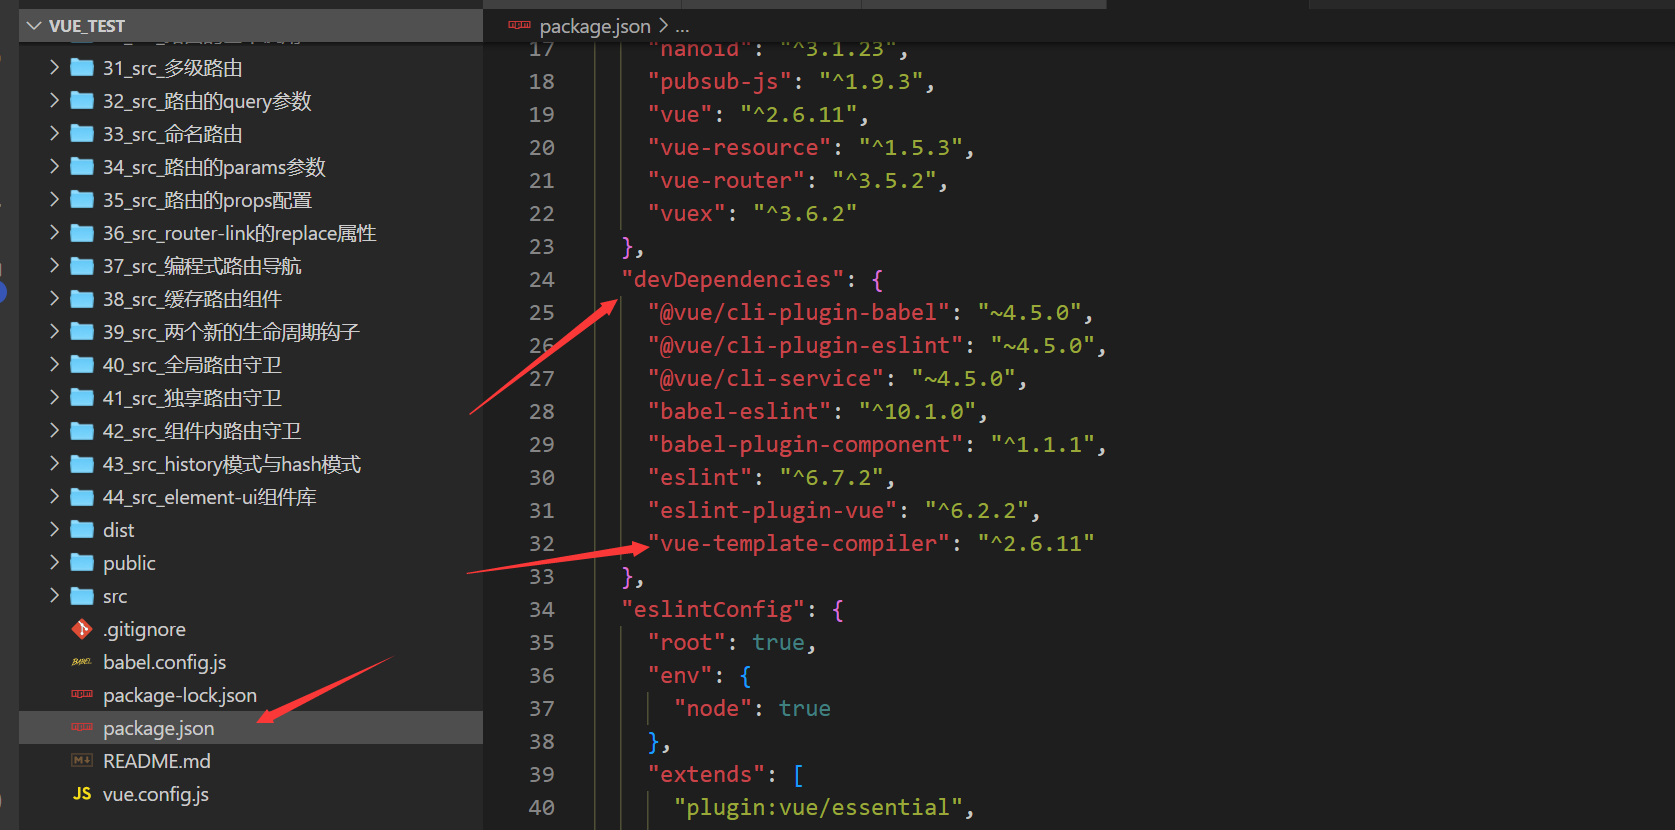 VUE_TEST
31_src_多级路由
32_src_路由的query参数
33_src_命名路由
34_src_路由的params参数
35_src_路由的props配置
36_src_router-link的replace属性
37_src_编程式路由导航
38_src_缓存路由组件
39_src_两个新的生命周期钩子
40_src_全局路由守卫
41_src_独享路由守卫
42_src_组件内路由守卫
43_src_history模式与hash模式
44_src_element-ui组件库
dist
public
src
.gitignore
BABEL babel.config.js
npm package-lock.json
npm package.json
M README.md
JS vue.config.js
npm package.json > ...
17 "nanoid": "^3.1.23",
18 "pubsub-js": "^1.9.3",
19 "vue": "^2.6.11",
20 "vue-resource": "^1.5.3",
21 "vue-router": "^3.5.2",
22 "vuex": "^3.6.2"
23 },
24 "devDependencies": {
25 "@vue/cli-plugin-babel": "~4.5.0",
26 "@vue/cli-plugin-eslint": "~4.5.0",
27 "@vue/cli-service": "~4.5.0",
28 "babel-eslint": "^10.1.0",
29 "babel-plugin-component": "^1.1.1",
30 "eslint": "^6.7.2",
31 "eslint-plugin-vue": "^6.2.2",
32 "vue-template-compiler": "^2.6.11"
33 },
34 "eslintConfig": {
35 "root": true,
36 "env": {
37 "node": true
38 },
39 "extends": [
40 "plugin:vue/essential",